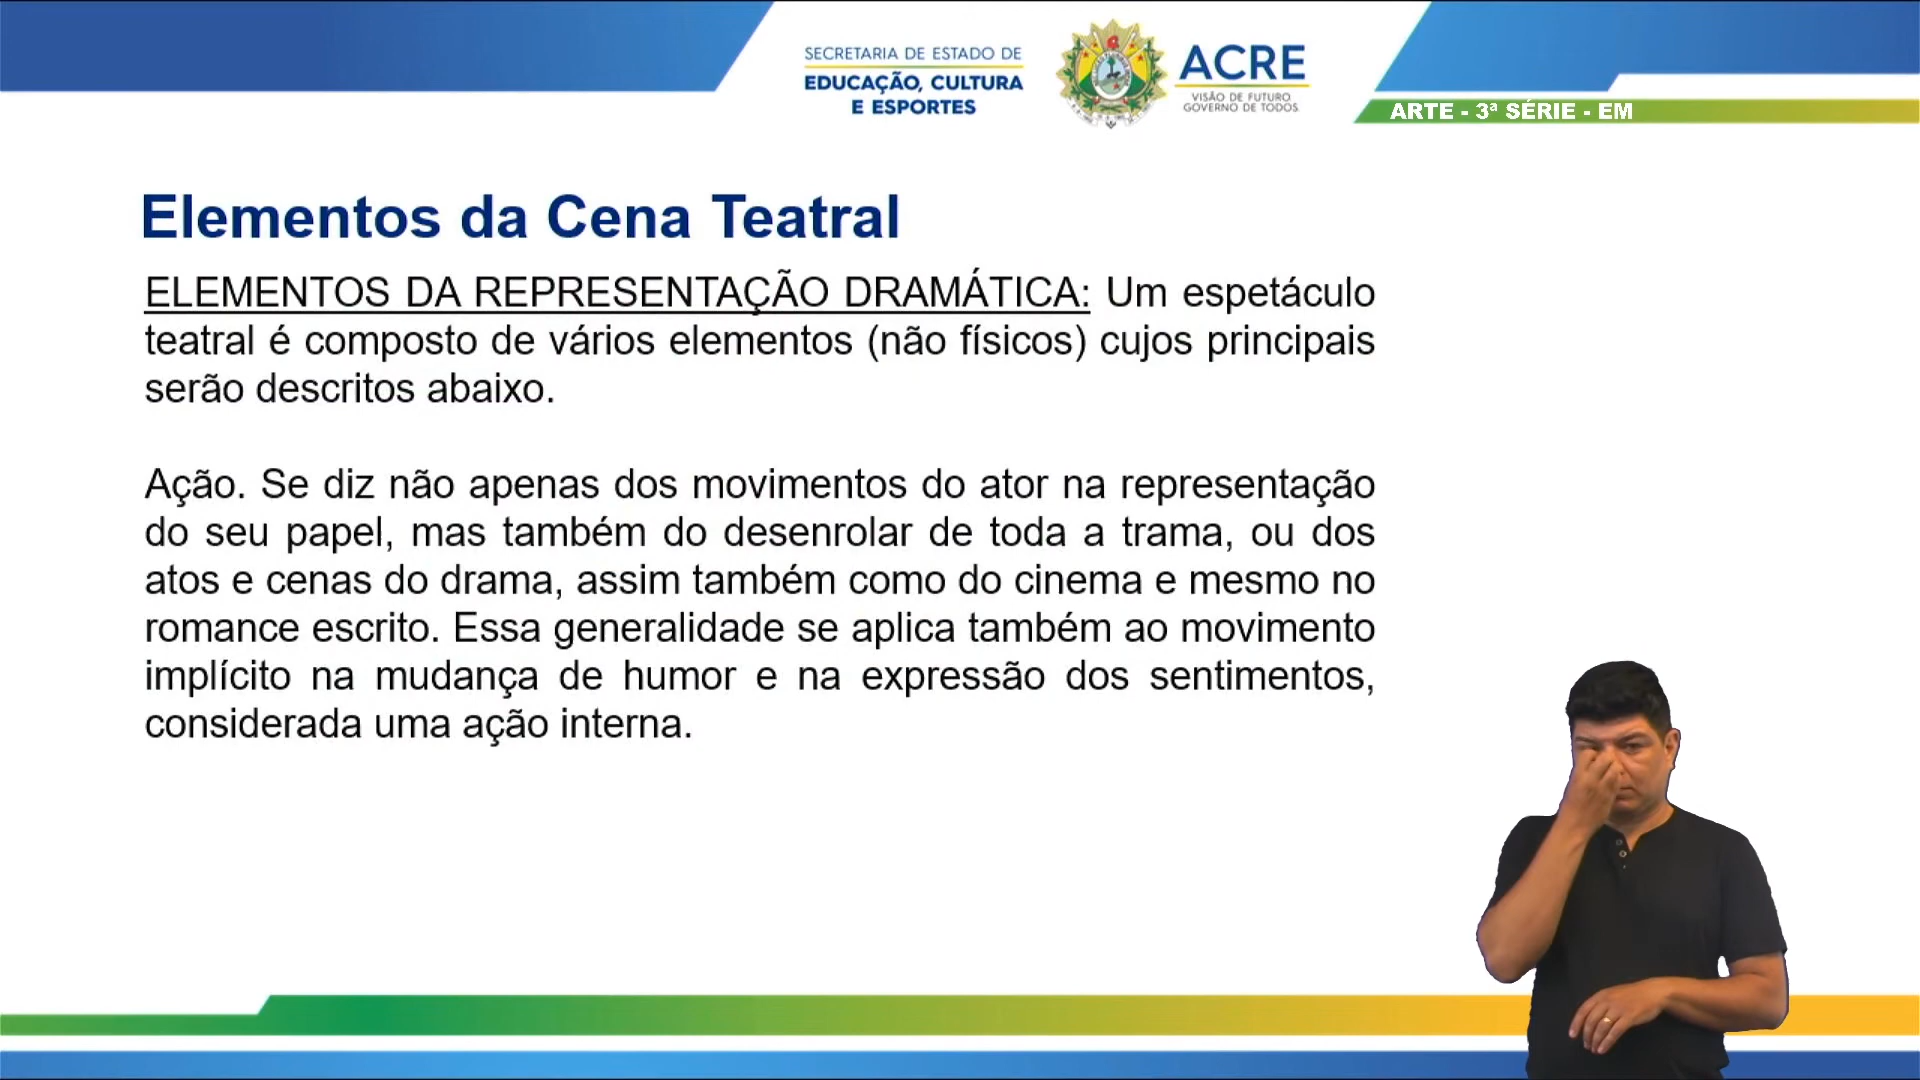 SECRETARIA DE ESTADO DE
EDUCAÇÃO, CULTURA
E ESPORTES
ACRE
VISÃO DE FUTURO
GOVERNO DE TODOS
ARTE - 3ª SÉRIE - EM
Elementos da Cena Teatral
ELEMENTOS DA REPRESENTAÇÃO DRAMÁTICA: Um espetáculo
teatral é composto de vários elementos (não físicos) cujos principais
serão descritos abaixo.
Ação. Se diz não apenas dos movimentos do ator na representação
do seu papel, mas também do desenrolar de toda a trama, ou dos
atos e cenas do drama, assim também como do cinema e mesmo no
romance escrito. Essa generalidade se aplica também ao movimento
implícito na mudança de humor e na expressão dos sentimentos,
considerada uma ação interna.